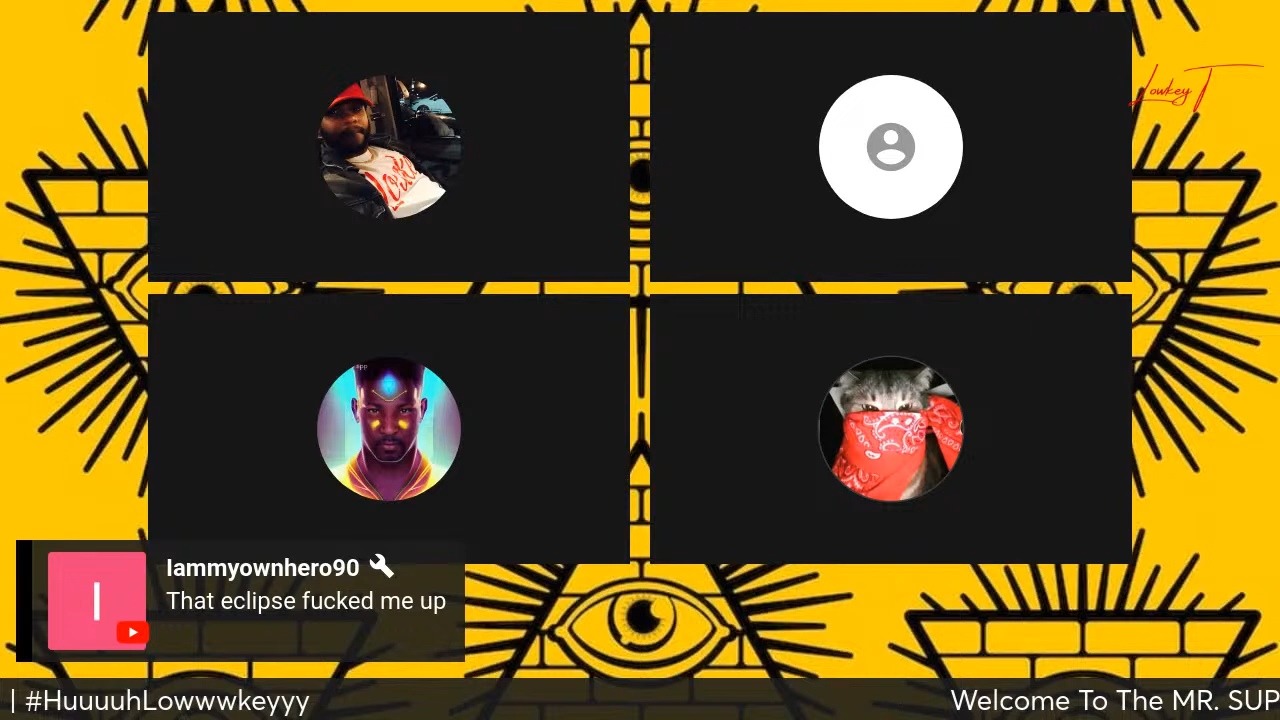 Lowkey T
Iammyownhero90
That eclipse fucked me up
I
| #HuuuuhLowwwkeyyy
Welcome To The MR. SUP